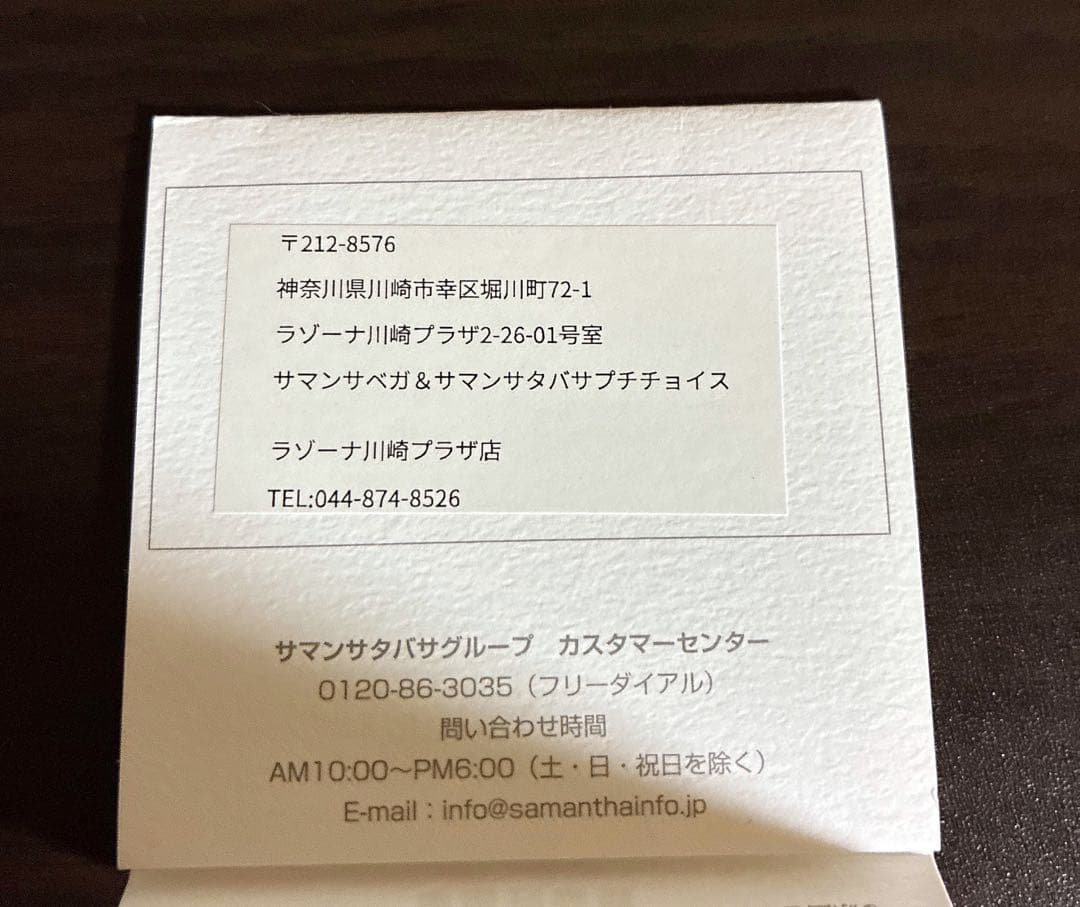 〒212-8576
神奈川県川崎市幸区堀川町72-1
ラゾーナ川崎プラザ2-26-01号室
サマンサベガ＆サマンサタバサプチチョイス
ラゾーナ川崎プラザ店
TEL:044-874-8526
サマンサタバサグループ　カスタマーセンター
0120-86-3035（フリーダイアル）
問い合わせ時間
AM10:00〜PM6:00（土・日・祝日を除く）
E-mail：info@samanthainfo.jp